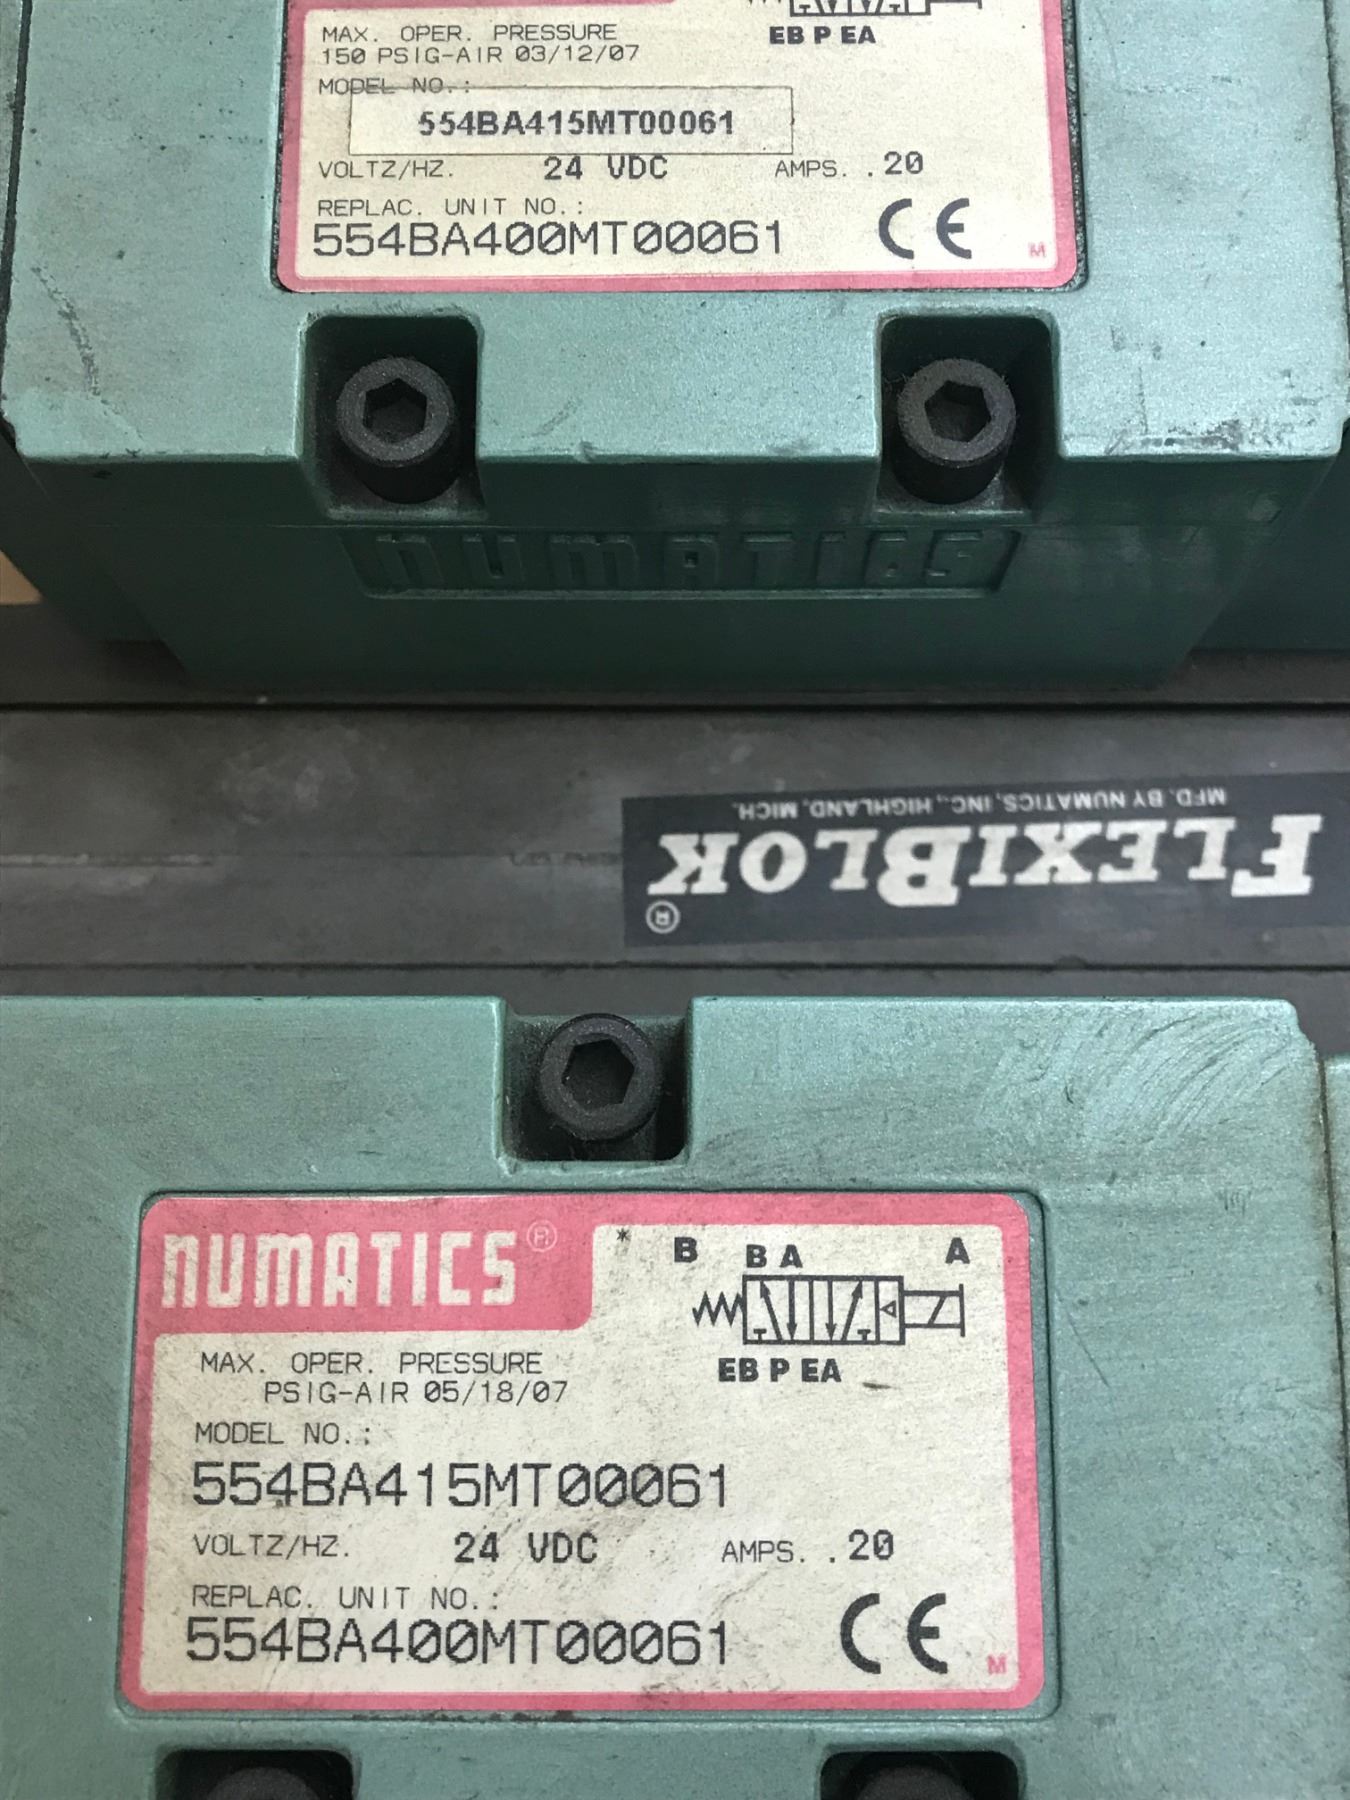 MAX. OPER. PRESSURE
150 PSIG-AIR 03/12/07
EB P EA
MODEL NO.:
554BA415MT00061
VOLTZ/HZ. 24 VDC AMPS. .20
REPLAC. UNIT NO.:
554BA400MT00061 CE
M
NUMATICS
FLEXIBLOK®
MFD. BY NUMATICS, INC., HIGHLAND, MICH.
NUMATICS®
* B B A A
EB P EA
MAX. OPER. PRESSURE
PSIG-AIR 05/18/07
MODEL NO.:
554BA415MT00061
VOLTZ/HZ. 24 VDC AMPS. .20
REPLAC. UNIT NO.:
554BA400MT00061 CE
M